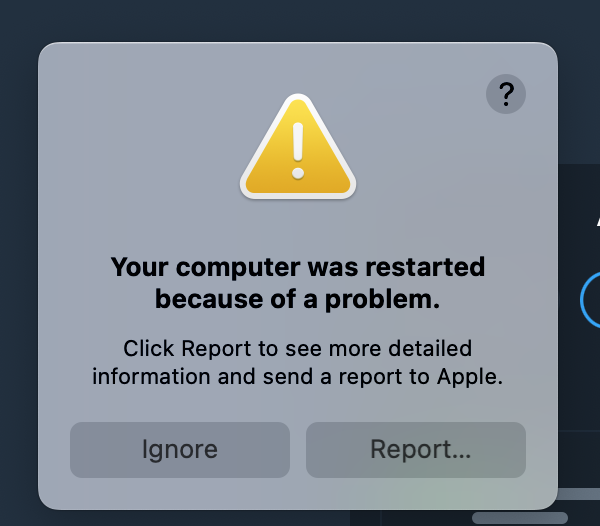 ?
Your computer was restarted
because of a problem.
Click Report to see more detailed
information and send a report to Apple.
Ignore
Report...